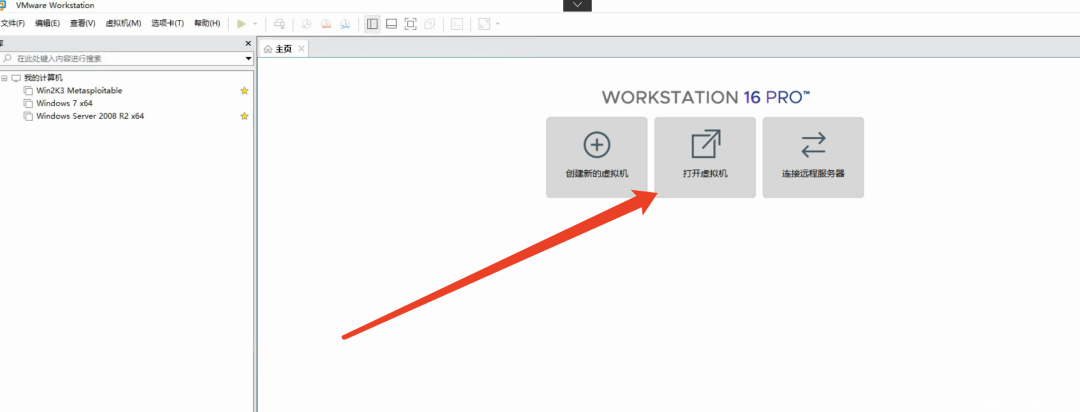 VMware Workstation
文件(F) 编辑(E) 查看(V) 虚拟机(M) 选项卡(T) 帮助(H)
库
在此处键入内容进行搜索
我的计算机
Win2K3 Metasploitable
Windows 7 x64
Windows Server 2008 R2 x64
主页
WORKSTATION 16 PRO™
创建新的虚拟机
打开虚拟机
连接远程服务器